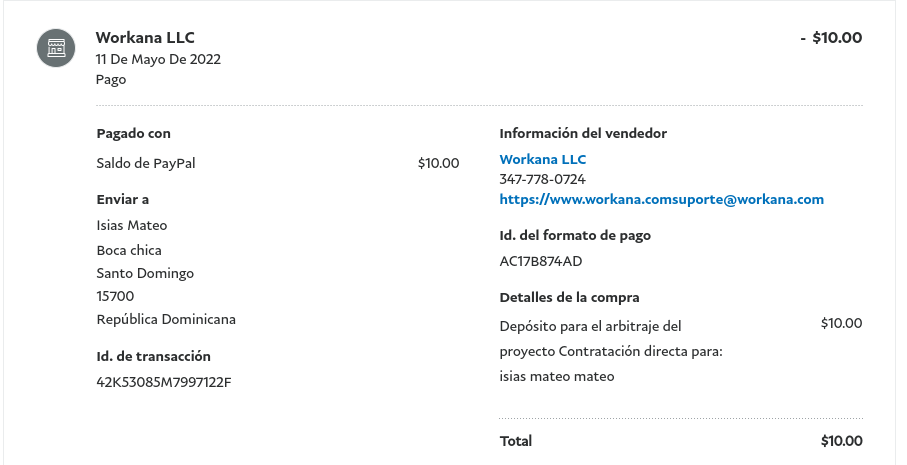 Workana LLC
- $10.00
11 De Mayo De 2022
Pago
Pagado con
Saldo de PayPal $10.00
Enviar a
Isias Mateo
Boca chica
Santo Domingo
15700
República Dominicana
Id. de transacción
42K53085M7997122F
Información del vendedor
Workana LLC
347-778-0724
https://www.workana.comsuporte@workana.com
Id. del formato de pago
AC17B874AD
Detalles de la compra
Depósito para el arbitraje del $10.00
proyecto Contratación directa para:
isias mateo mateo
Total $10.00